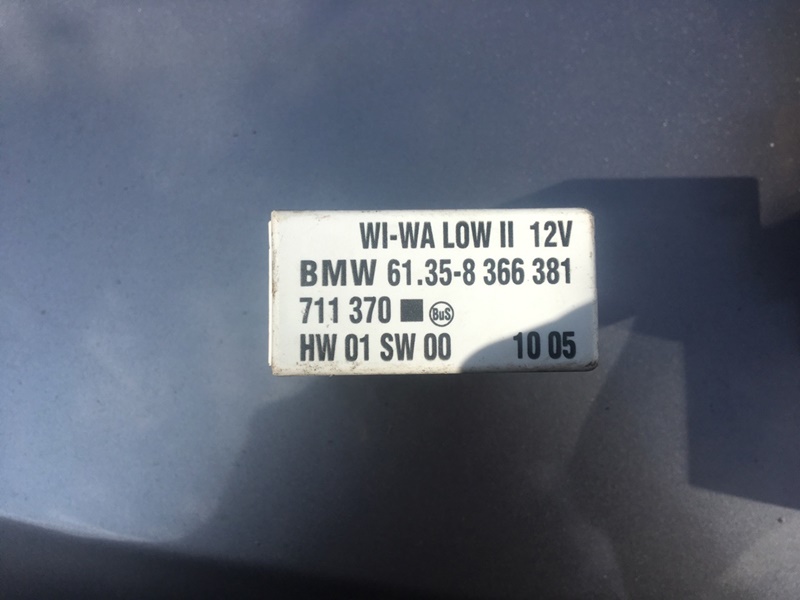 WI-WA LOW II 12V
BMW 61.35-8 366 381
711 370 ■ BuS
HW 01 SW 00 10 05